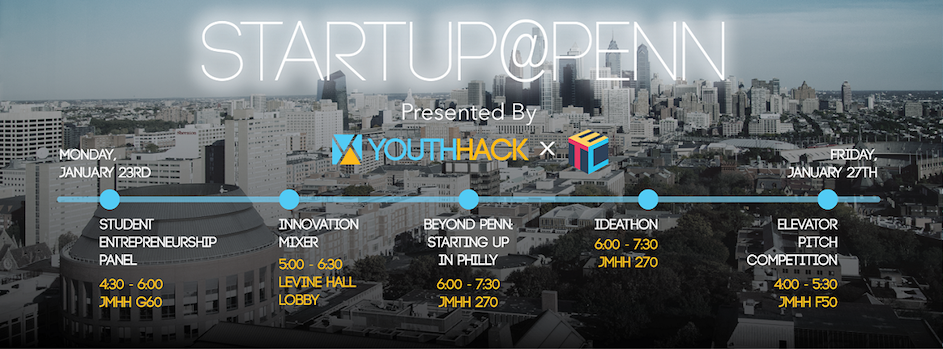 STARTUP@PENN
Presented By
YOUTHHACK x TEC
MONDAY,
JANUARY 23RD
FRIDAY,
JANUARY 27TH
STUDENT
ENTREPRENEURSHIP
PANEL
4:30 - 6:00
JMHH G60
INNOVATION
MIXER
5:00 - 6:30
LEVINE HALL
LOBBY
BEYOND PENN:
STARTING UP
IN PHILLY
6:00 - 7:30
JMHH 270
IDEATHON
6:00 - 7:30
JMHH 270
ELEVATOR
PITCH
COMPETITION
4:00 - 5:30
JMHH F50